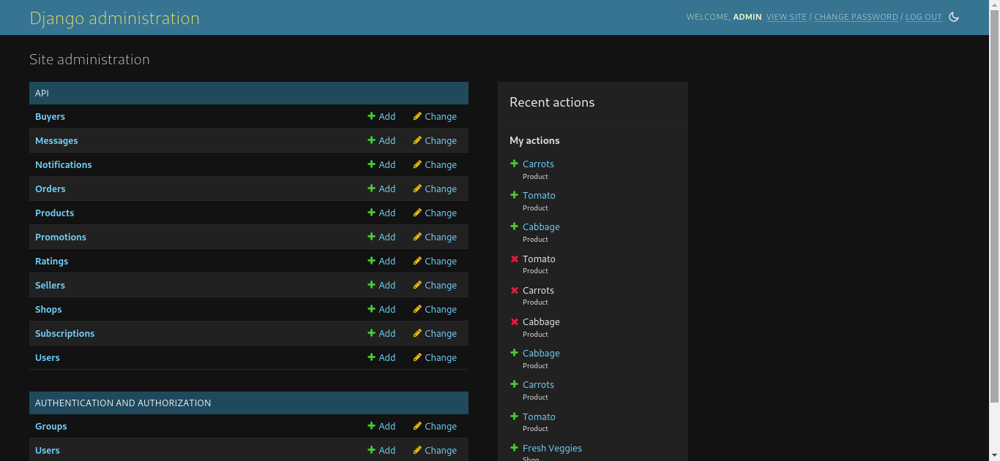 Django administration
WELCOME, ADMIN. VIEW SITE / CHANGE PASSWORD / LOG OUT
Site administration
API
Buyers Add Change
Messages Add Change
Notifications Add Change
Orders Add Change
Products Add Change
Promotions Add Change
Ratings Add Change
Sellers Add Change
Shops Add Change
Subscriptions Add Change
Users Add Change
AUTHENTICATION AND AUTHORIZATION
Groups Add Change
Users Add Change
Recent actions
My actions
Carrots
Product
Tomato
Product
Cabbage
Product
Tomato
Product
Carrots
Product
Cabbage
Product
Cabbage
Product
Carrots
Product
Tomato
Product
Fresh Veggies
Shop